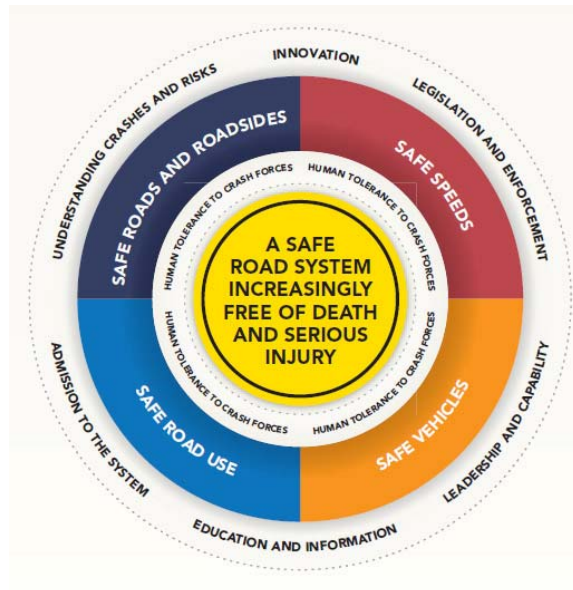 INNOVATION
LEGISLATION AND ENFORCEMENT
LEADERSHIP AND CAPABILITY
EDUCATION AND INFORMATION
ADMISSION TO THE SYSTEM
UNDERSTANDING CRASHES AND RISKS
SAFE ROADS AND ROADSIDES
SAFE SPEEDS
SAFE VEHICLES
SAFE ROAD USE
HUMAN TOLERANCE TO CRASH FORCES
HUMAN TOLERANCE TO CRASH FORCES
HUMAN TOLERANCE TO CRASH FORCES
HUMAN TOLERANCE TO CRASH FORCES
A SAFE
ROAD SYSTEM
INCREASINGLY
FREE OF DEATH
AND SERIOUS
INJURY